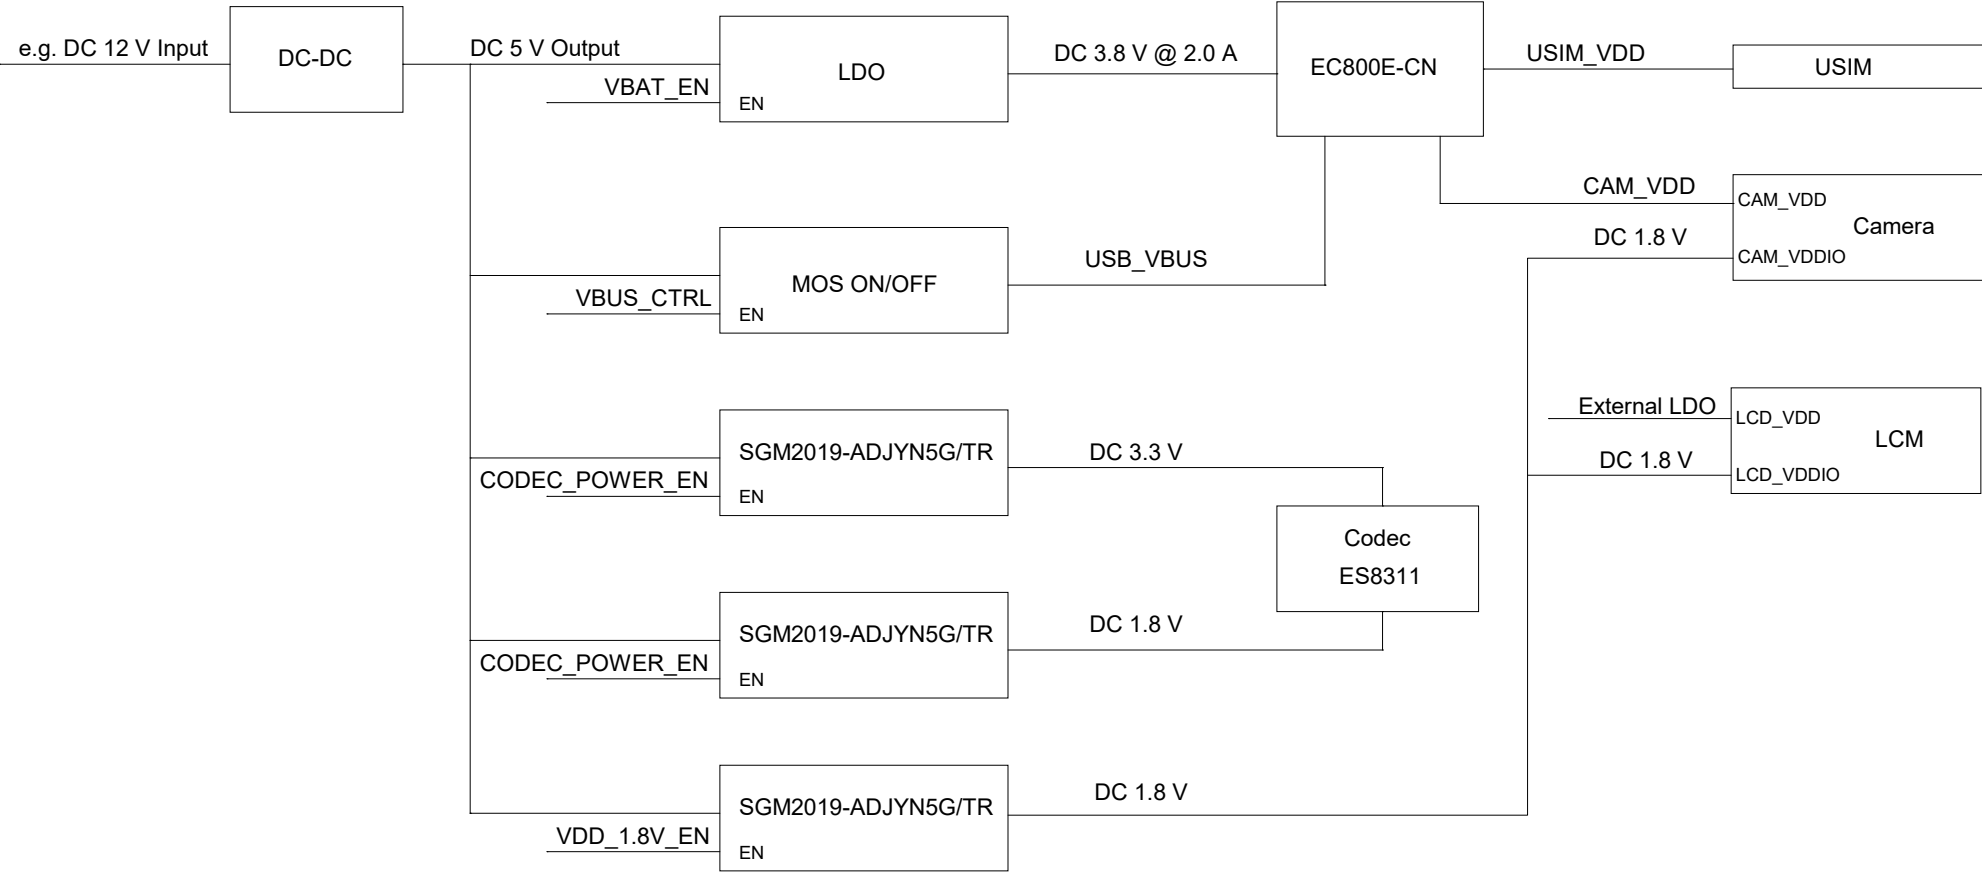 e.g. DC 12 V Input
DC-DC
DC 5 V Output
VBAT_EN
LDO
EN
DC 3.8 V @ 2.0 A
EC800E-CN
USIM_VDD
USIM
CAM_VDD
CAM_VDD
Camera
DC 1.8 V
CAM_VDDIO
MOS ON/OFF
USB_VBUS
VBUS_CTRL
EN
External LDO
LCD_VDD
LCM
DC 1.8 V
LCD_VDDIO
SGM2019-ADJYN5G/TR
DC 3.3 V
CODEC_POWER_EN
EN
Codec
ES8311
SGM2019-ADJYN5G/TR
DC 1.8 V
CODEC_POWER_EN
EN
SGM2019-ADJYN5G/TR
DC 1.8 V
VDD_1.8V_EN
EN